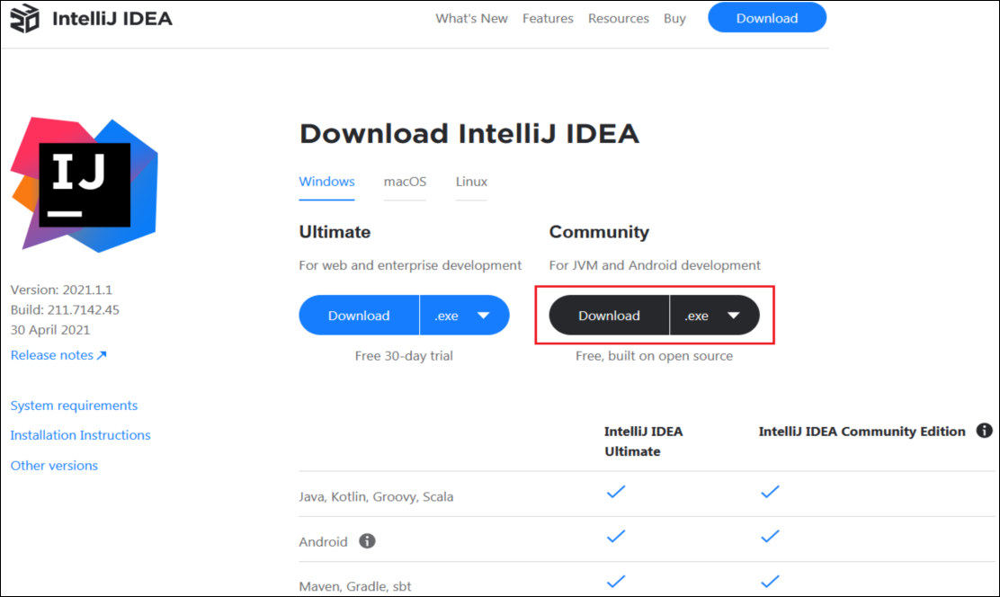 IntelliJ IDEA
What's New Features Resources Buy Download
IJ
Download IntelliJ IDEA
Windows macOS Linux
Ultimate
For web and enterprise development
Download .exe
Free 30-day trial
Community
For JVM and Android development
Download .exe
Free, built on open source
Version: 2021.1.1
Build: 211.7142.45
30 April 2021
Release notes
System requirements
Installation Instructions
Other versions
IntelliJ IDEA
Ultimate
IntelliJ IDEA Community Edition
Java, Kotlin, Groovy, Scala
Android
Maven, Gradle, sbt